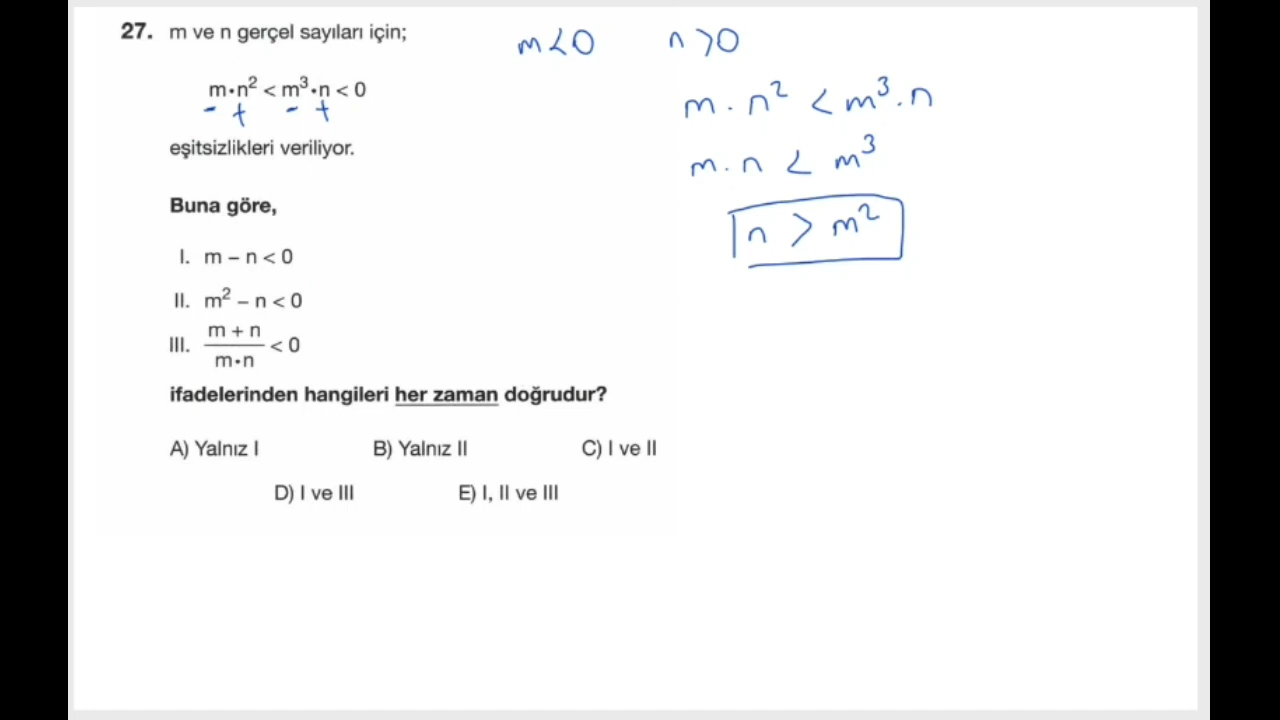 27. m ve n gerçel sayıları için;
m<0 n>0
m•n² < m³•n < 0
- + - +
m . n² < m³ . n
eşitsizlikleri veriliyor.
m . n < m³
Buna göre,
n > m²
I. m – n < 0
II. m² – n < 0
III. (m + n)/(m•n) < 0
ifadelerinden hangileri her zaman doğrudur?
A) Yalnız I B) Yalnız II C) I ve II
D) I ve III E) I, II ve III